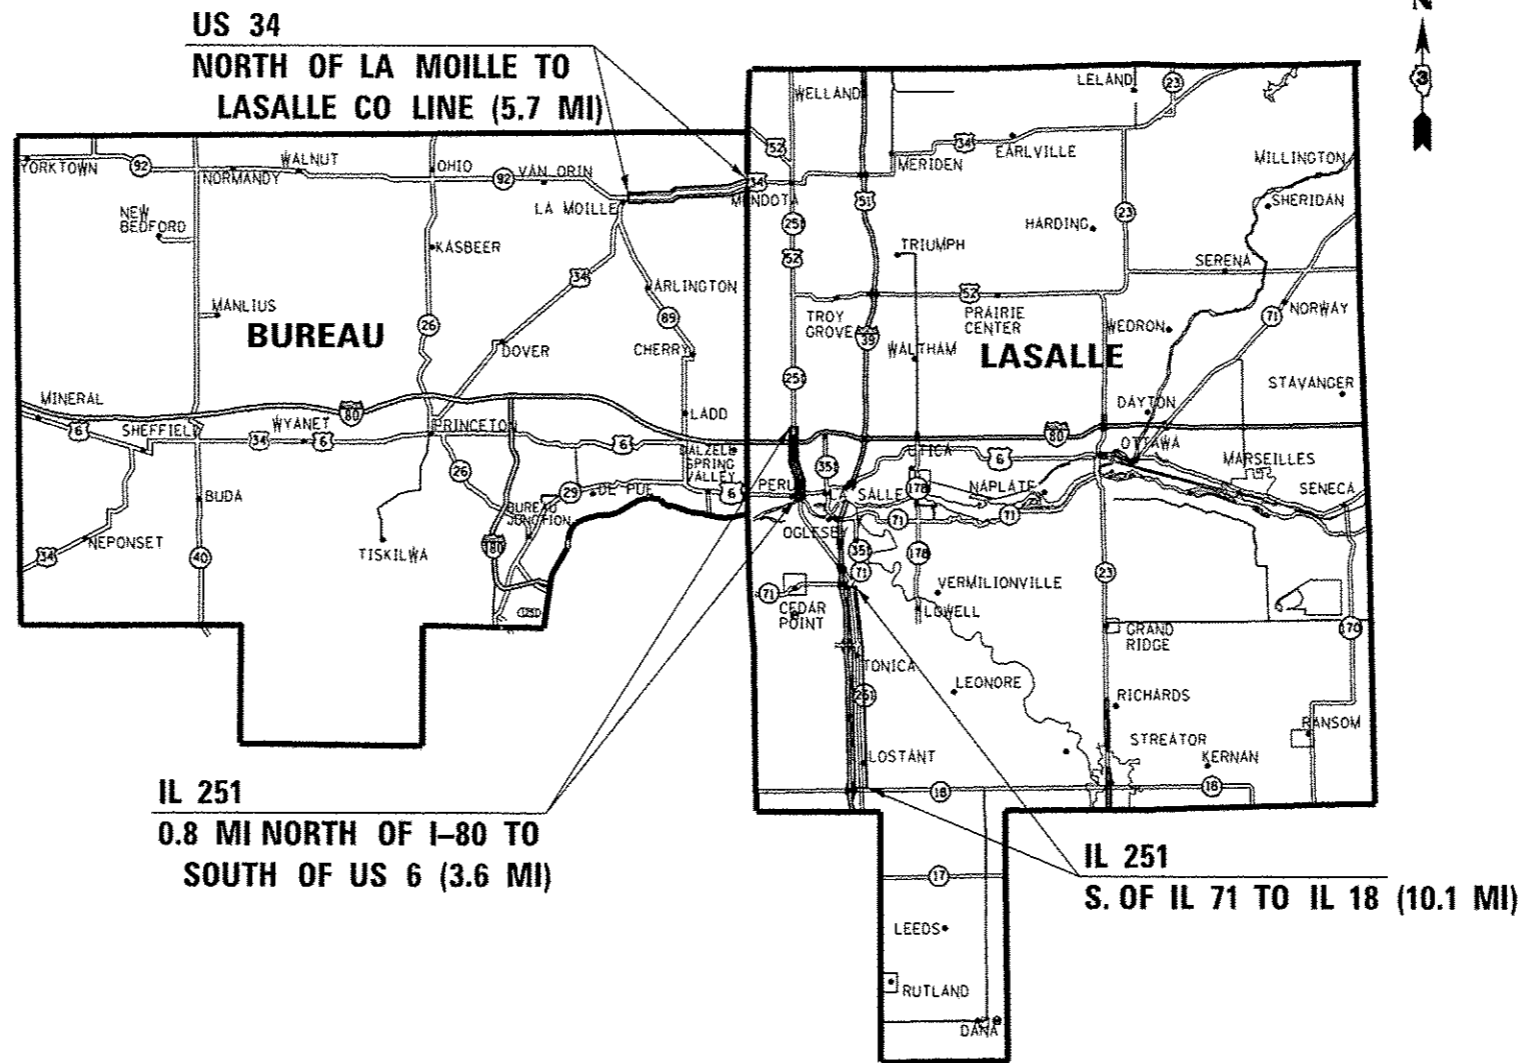 US 34
NORTH OF LA MOILLE TO
LASALLE CO LINE (5.7 MI)
N
3
WELLAND
LELAND
23
52
34
EARLVILLE
MERIDEN
MILLINGTON
YORKTOWN
92
NORMANDY
WALNUT
OHIO
92
VAN ORIN
34
MENDOTA
LA MOILLE
51
SHERIDAN
NEW
BEDFORD
251
HARDING
23
KASBEER
52
TRIUMPH
SERENA
34
ARLINGTON
MANLIUS
BUREAU
26
89
TROY
GROVE
52
PRAIRIE
CENTER
WEDRON
71
NORWAY
DOVER
CHERRY
39
WALTHAM
LASALLE
251
STAVANGER
MINERAL
6
SHEFFIELD
34
WYANET
6
80
PRINCETON
LADD
DAYTON
80
OTTAWA
6
DALZELL
SPRING
VALLEY
351
UTICA
6
MARSEILLES
26
BUDA
29
DE PUE
6
PERU
LA SALLE
178
NAPLATE
SENECA
BUREAU
JUNCTION
OGLESBY
71
71
34
NEPONSET
40
TISKILWA
180
351
71
178
VERMILIONVILLE
23
71
CEDAR
POINT
LOWELL
GRAND
RIDGE
170
TONICA
251
LEONORE
RICHARDS
RANSOM
STREATOR
LOSTANT
KERNAN
18
18
IL 251
0.8 MI NORTH OF I-80 TO
SOUTH OF US 6 (3.6 MI)
IL 251
S. OF IL 71 TO IL 18 (10.1 MI)
17
LEEDS
RUTLAND
DANA